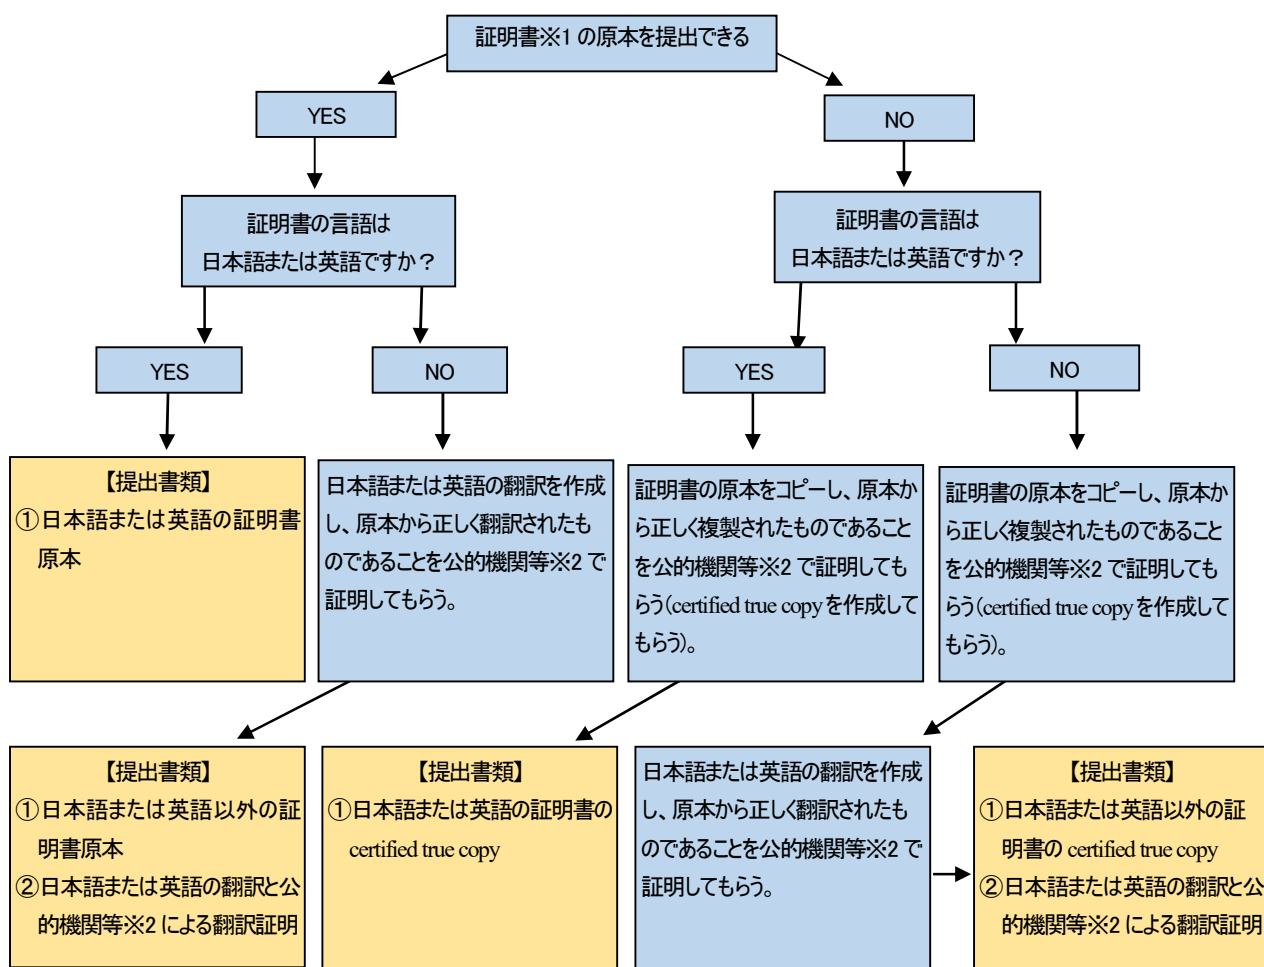 証明書※1 の原本を提出できる
YES
NO
証明書の言語は
日本語または英語ですか？
証明書の言語は
日本語または英語ですか？
YES
NO
YES
NO
【提出書類】
①日本語または英語の証明書
原本
日本語または英語の翻訳を作成
し、原本から正しく翻訳されたも
のであることを公的機関等※2 で
証明してもらう。
証明書の原本をコピーし、原本か
ら正しく複製されたものであること
を公的機関等※2 で証明しても
らう（certified true copy を作成して
もらう）。
証明書の原本をコピーし、原本か
ら正しく複製されたものであること
を公的機関等※2 で証明しても
らう（certified true copy を作成して
もらう）。
【提出書類】
①日本語または英語以外の証
明書原本
②日本語または英語の翻訳と公
的機関等※2 による翻訳証明
【提出書類】
①日本語または英語の証明書の
certified true copy
日本語または英語の翻訳を作成
し、原本から正しく翻訳されたも
のであることを公的機関等※2 で
証明してもらう。
【提出書類】
①日本語または英語以外の証
明書の certified true copy
②日本語または英語の翻訳と公
的機関等※2 による翻訳証明